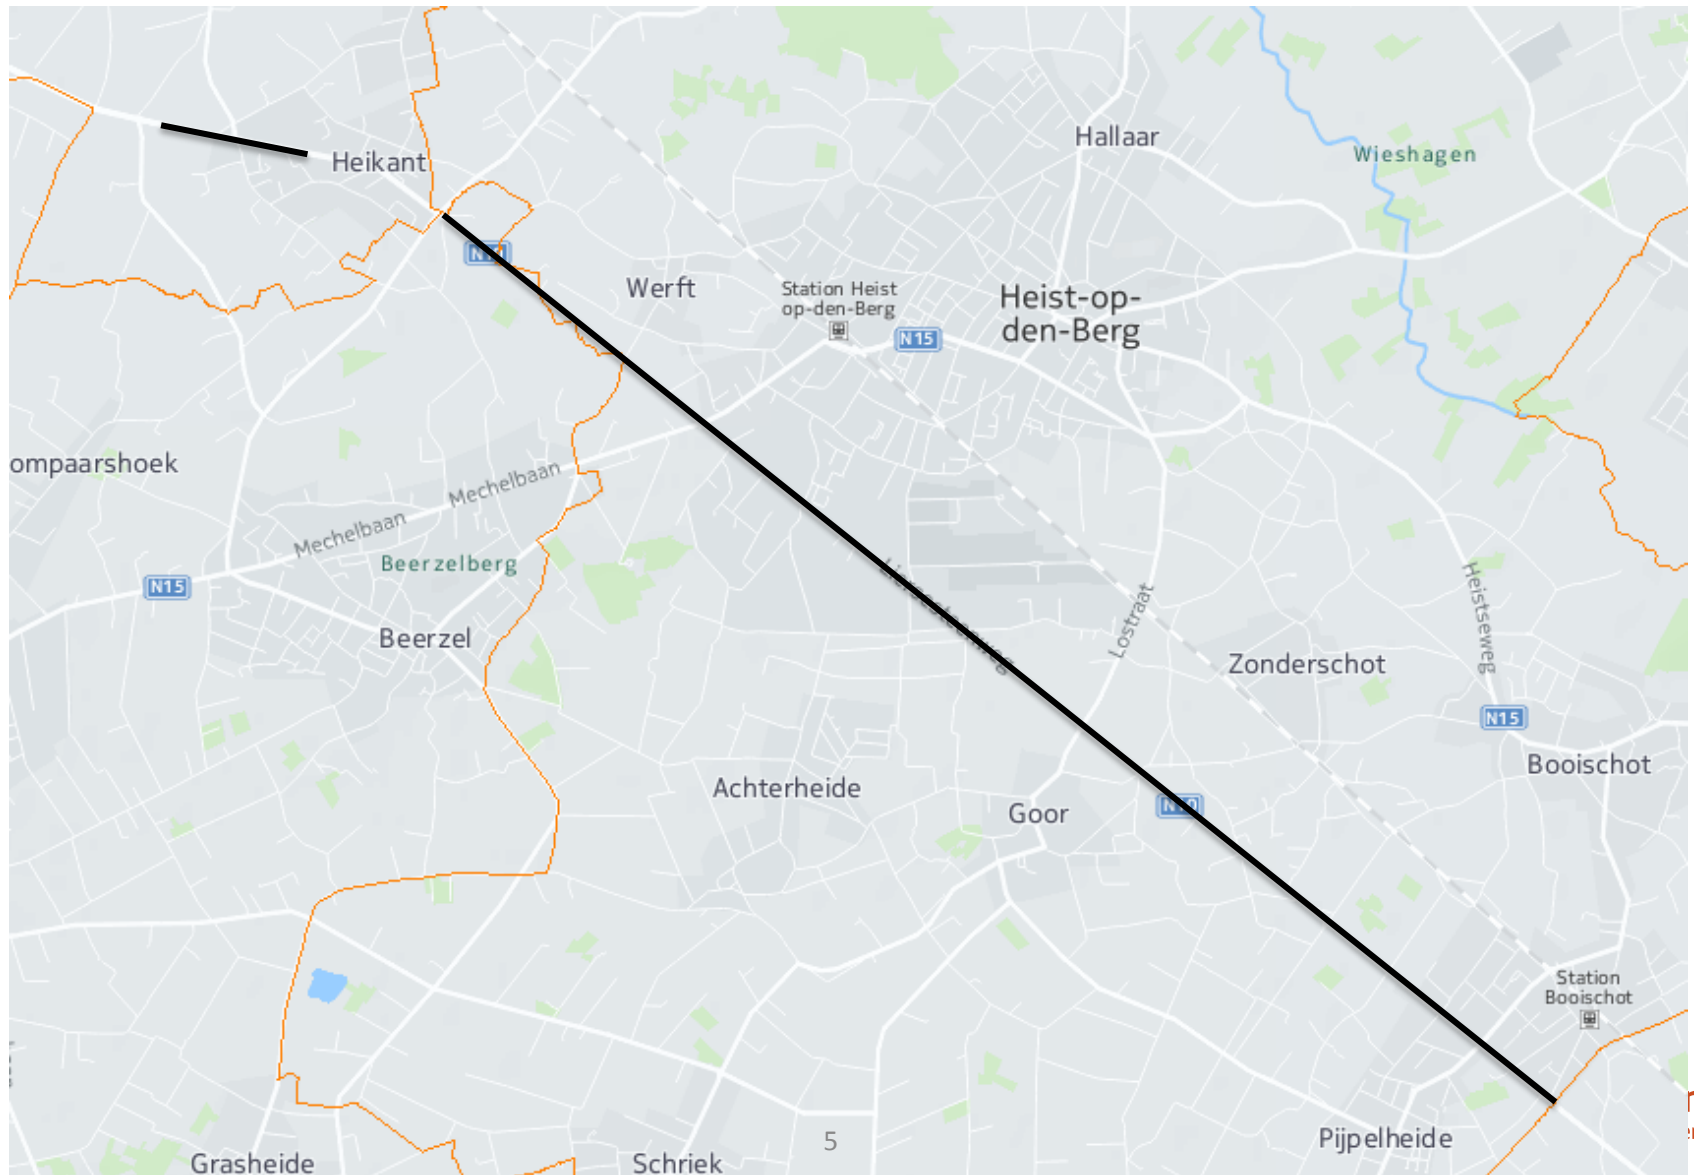 Hallaar
Wieshagen
Heikant
Werft
Station Heist
op-den-Berg
Heist-op-
den-Berg
N15
ompaarshoek
Mechelbaan
Mechelbaan
Beerzelberg
N15
Beerzel
Lostraat
Heistseweg
Zonderschot
N15
Booischot
Achterheide
Goor
Station
Booischot
Pijpelheide
5
Grasheide
Schriek